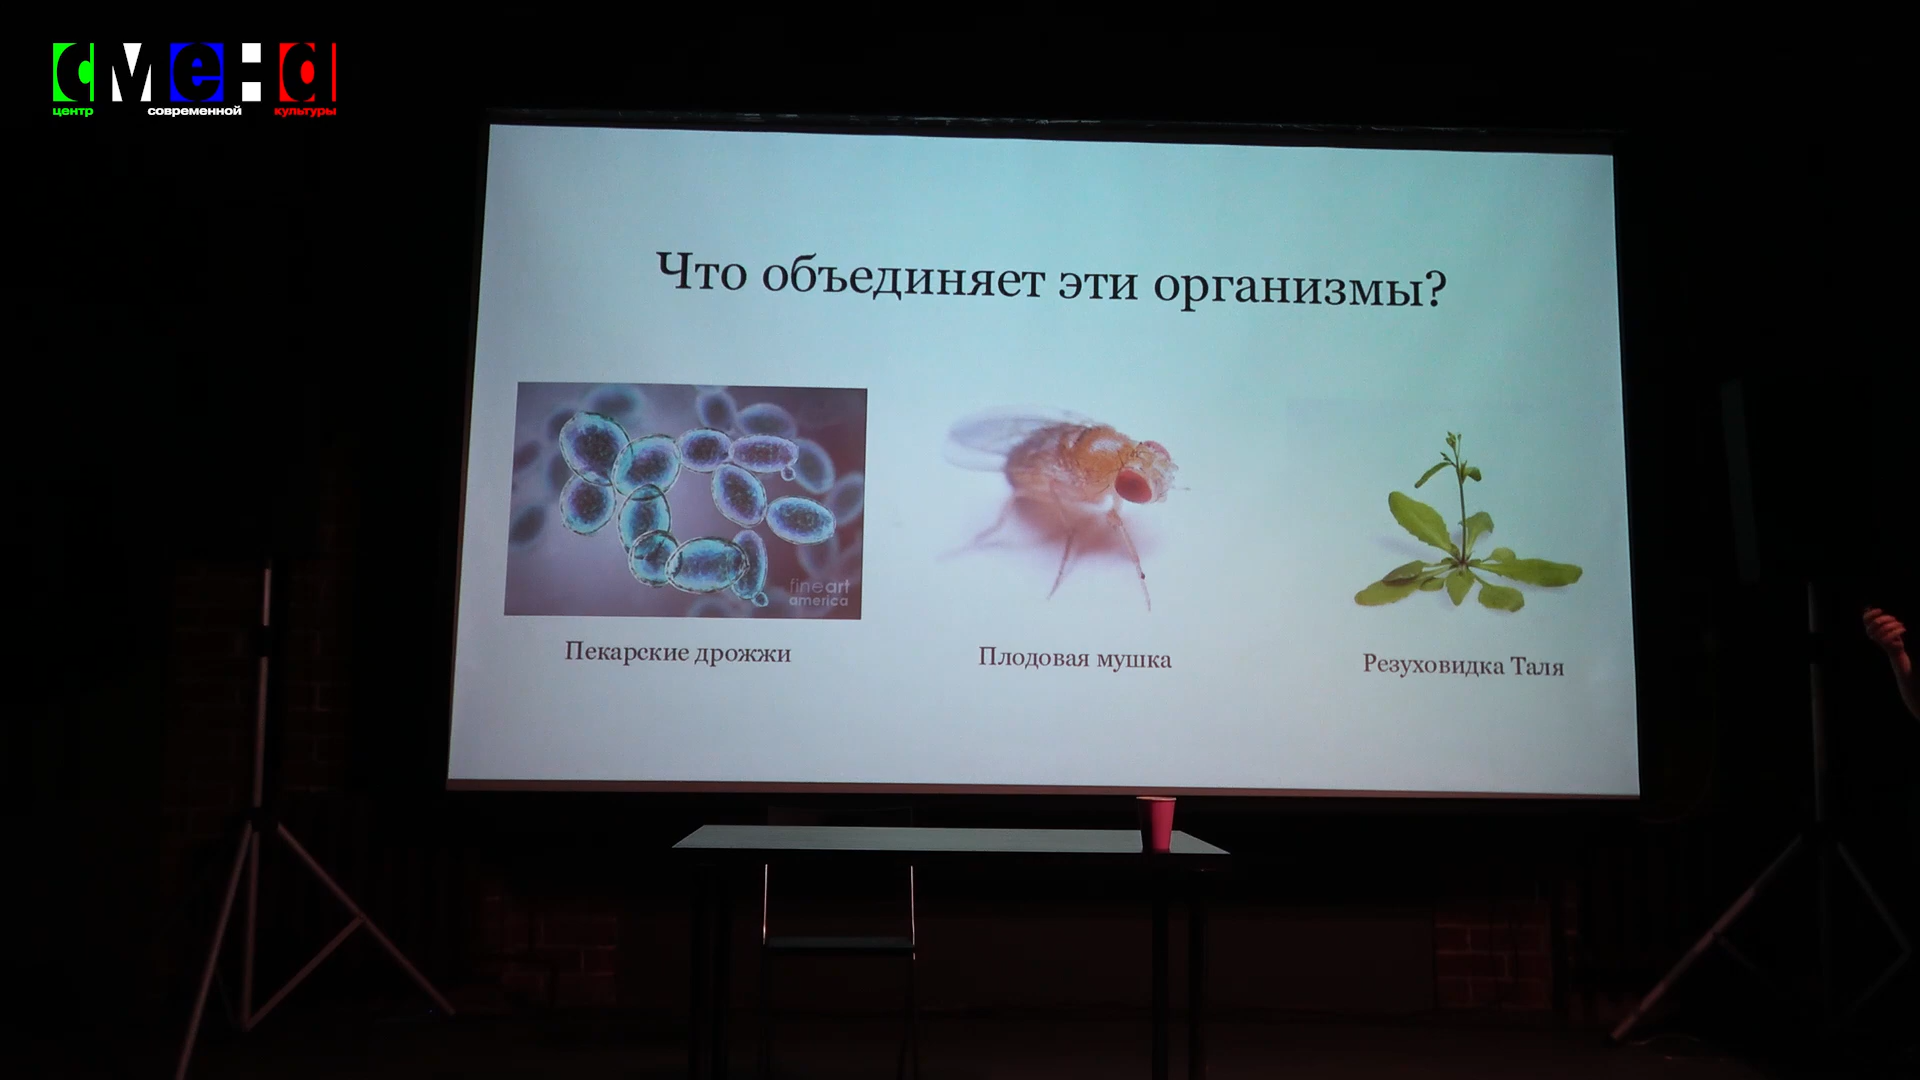 смена
центр современной культуры
Что объединяет эти организмы?
fineart
america
Пекарские дрожжи
Плодовая мушка
Резуховидка Таля